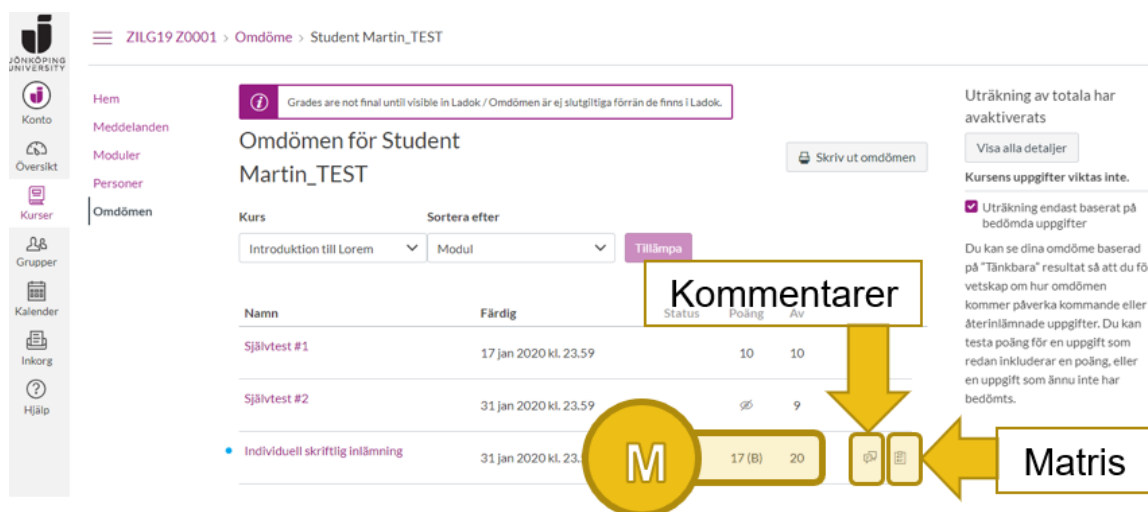 JÖNKÖPING
UNIVERSITY
ZILG19 Z0001 > Omdöme > Student Martin_TEST
Konto
Översikt
Kurser
Grupper
Kalender
Inkorg
Hjälp
Hem
Meddelanden
Moduler
Personer
Omdömen
Grades are not final until visible in Ladok / Omdömen är ej slutgiltiga förrän de finns i Ladok.
Omdömen för Student
Martin_TEST
Skriv ut omdömen
Kurs Sortera efter
Introduktion till Lorem Modul Tillämpa
Kommentarer
Namn Färdig Status Poäng Av
Självtest #1 17 jan 2020 kl. 23.59 10 10
Självtest #2 31 jan 2020 kl. 23.59 9
Individuell skriftlig inlämning 31 jan 2020 kl. 23. M 17 (B) 20
Matris
Uträkning av totala har
avaktiverats
Visa alla detaljer
Kursens uppgifter viktas inte.
Uträkning endast baserat på
bedömda uppgifter
Du kan se dina omdöme baserad
på "Tänkbara" resultat så att du fö
vetskap om hur omdömen
kommer påverka kommande eller
återinlämnade uppgifter. Du kan
testa poäng för en uppgift som
redan inkluderar en poäng, eller
en uppgift som ännu inte har
bedömts.